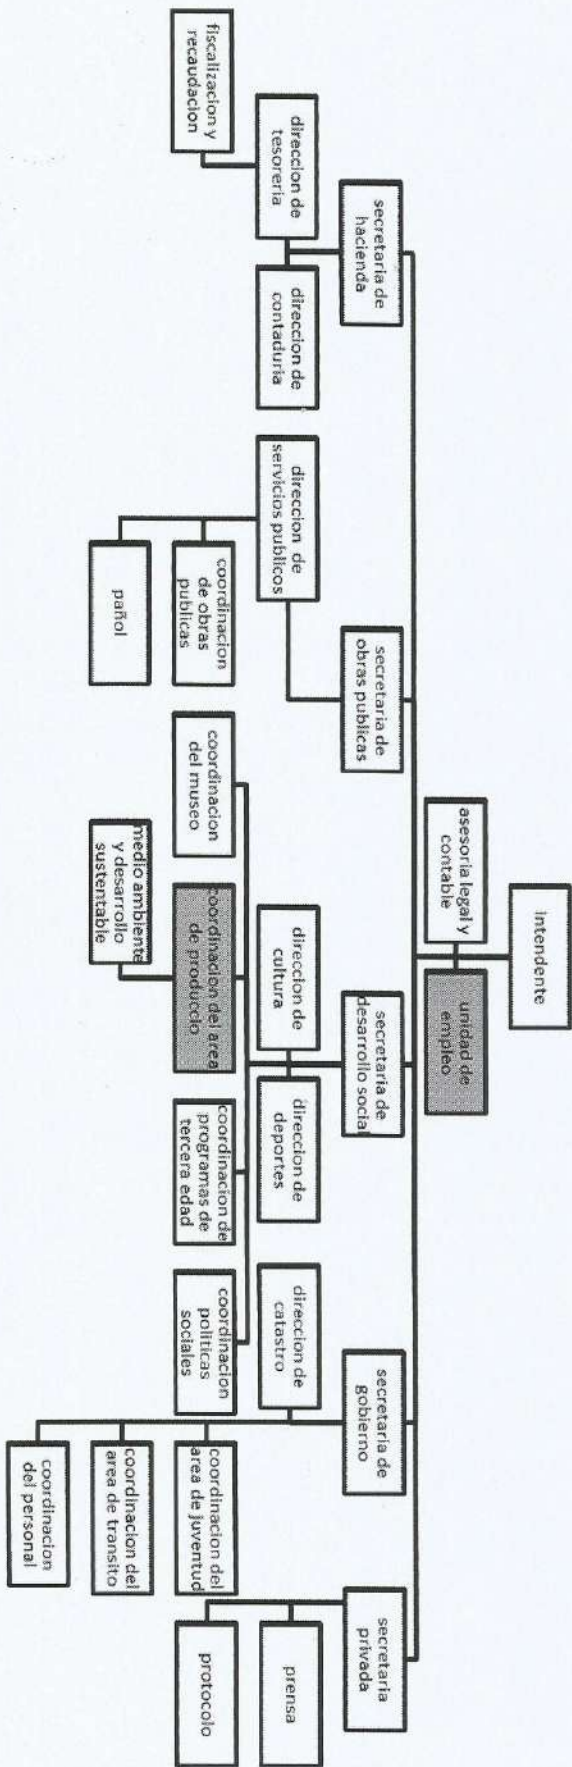 intendente
asesoria legal y
contable
unidad de
empleo
secretaria de
hacienda
secretaria de
obras publicas
secretaria de
desarrollo social
secretaria de
gobierno
secretaria
privada
direccion de
tesoreria
direccion de
contaduria
direccion de
servicios publicos
direccion de
cultura
direccion de
deportes
direccion de
catastro
prensa
fiscalizacion y
recaudacion
coordinacion
de obras
publicas
coordinacion
del museo
coordinacion del area
de produccio
coordinacion de
programas de
tercera edad
coordinacion
politicas
sociales
coordinacion del
area de juventud
protocolo
pañol
medio ambiente
y desarrollo
sustentable
coordinacion del
area de transito
coordinacion
del personal